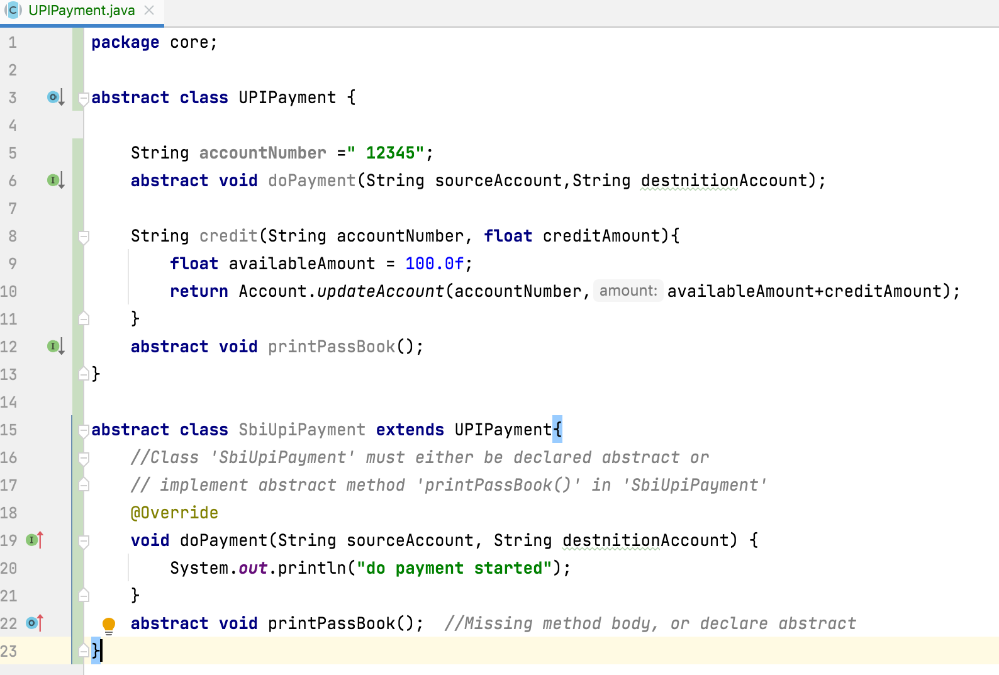 UPIPayment.java
1 package core;
2
3 abstract class UPIPayment {
4
5 String accountNumber =" 12345";
6 abstract void doPayment(String sourceAccount,String destnitionAccount);
7
8 String credit(String accountNumber, float creditAmount){
9 float availableAmount = 100.0f;
10 return Account.updateAccount(accountNumber, amount: availableAmount+creditAmount);
11 }
12 abstract void printPassBook();
13 }
14
15 abstract class SbiUpiPayment extends UPIPayment{
16 //Class 'SbiUpiPayment' must either be declared abstract or
17 // implement abstract method 'printPassBook()' in 'SbiUpiPayment'
18 @Override
19 void doPayment(String sourceAccount, String destnitionAccount) {
20 System.out.println("do payment started");
21 }
22 abstract void printPassBook(); //Missing method body, or declare abstract
23 }